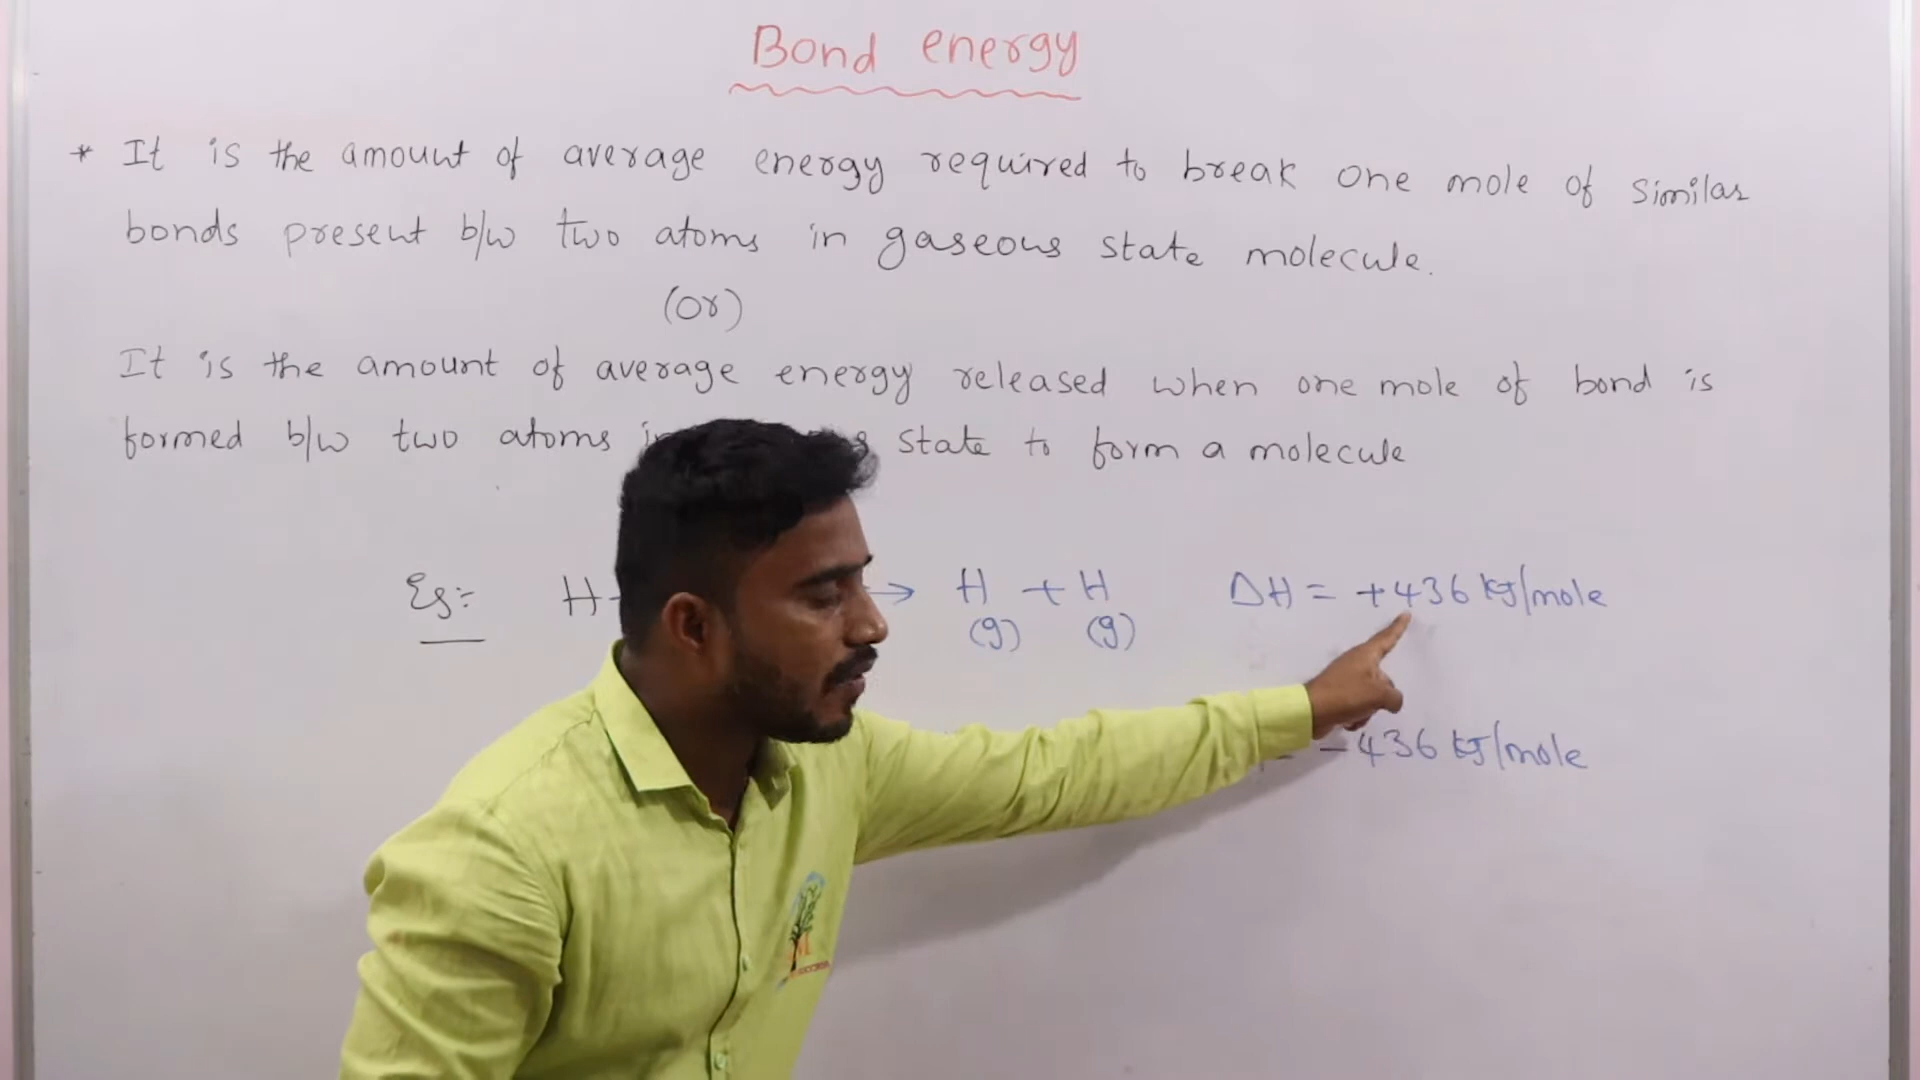 Bond energy
* It is the amount of average energy required to break one mole of similar
bonds present b/w two atoms in gaseous state molecule.
(Or)
It is the amount of average energy released when one mole of bond is
formed b/w two atoms state to form a molecule
Eg:- H- → H + H ΔH = +436 kJ/mole
(g) (g)
= -436 kJ/mole